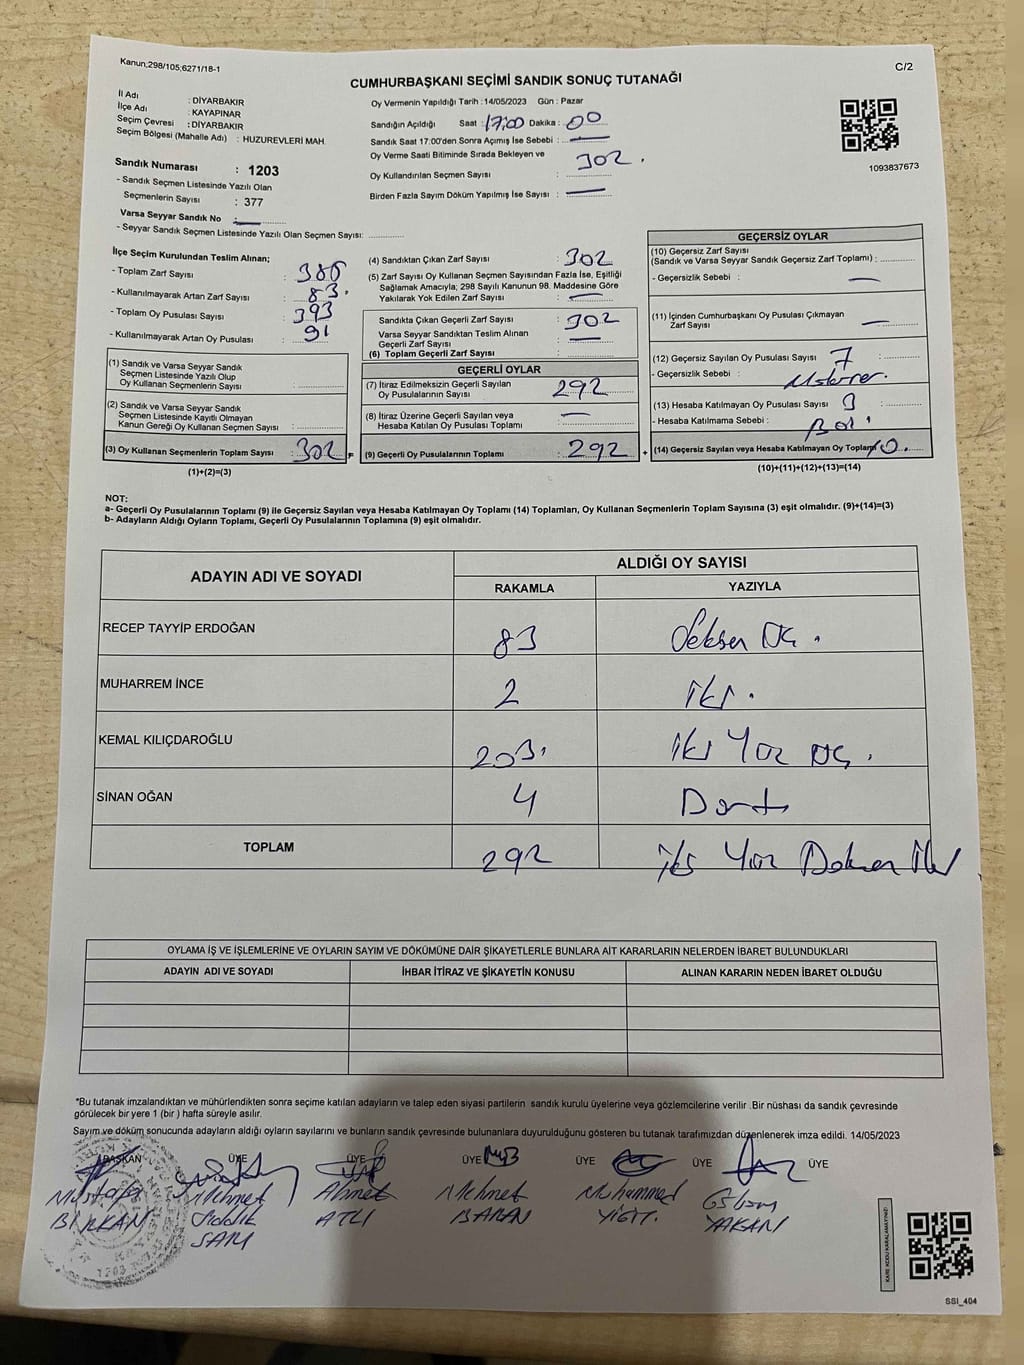 Kanun;298/105;6271/18-1
C/2
CUMHURBAŞKANI SEÇİMİ SANDIK SONUÇ TUTANAĞI
İl Adı : DİYARBAKIR
İlçe Adı : KAYAPINAR
Seçim Çevresi : DİYARBAKIR
Seçim Bölgesi (Mahalle Adı) : HUZUREVLERİ MAH.
Sandık Numarası : 1203
- Sandık Seçmen Listesinde Yazılı Olan
Seçmenlerin Sayısı : 377
Varsa Seyyar Sandık No :
- Seyyar Sandık Seçmen Listesinde Yazılı Olan Seçmen Sayısı:
Oy Vermenin Yapıldığı Tarih : 14/05/2023 Gün : Pazar
Sandığın Açıldığı Saat : 17:00 Dakika : 00
Sandık Saat 17:00'den Sonra Açımış İse Sebebi :
Oy Verme Saati Bitiminde Sırada Bekleyen ve
Oy Kullandırılan Seçmen Sayısı : 302.
Birden Fazla Sayım Döküm Yapılmış İse Sayısı :
1093837673
İlçe Seçim Kurulundan Teslim Alınan;
- Toplam Zarf Sayısı :
- Kullanılmayarak Artan Zarf Sayısı : 83.
- Toplam Oy Pusulası Sayısı : 393
- Kullanılmayarak Artan Oy Pusulası : 91
(1) Sandık ve Varsa Seyyar Sandık
Seçmen Listesinde Yazılı Olup
Oy Kullanan Seçmenlerin Sayısı :
(2) Sandık ve Varsa Seyyar Sandık
Seçmen Listesinde Kayıtlı Olmayan
Kanun Gereği Oy Kullanan Seçmen Sayısı :
(3) Oy Kullanan Seçmenlerin Toplam Sayısı : 302 =
(1)+(2)=(3)
(4) Sandıktan Çıkan Zarf Sayısı : 302
(5) Zarf Sayısı Oy Kullanan Seçmen Sayısından Fazla İse, Eşitliği
Sağlamak Amacıyla; 298 Sayılı Kanunun 98. Maddesine Göre
Yakılarak Yok Edilen Zarf Sayısı :
Sandıkta Çıkan Geçerli Zarf Sayısı : 302
Varsa Seyyar Sandıktan Teslim Alınan
Geçerli Zarf Sayısı :
(6) Toplam Geçerli Zarf Sayısı :
GEÇERLİ OYLAR
(7) İtiraz Edilmeksizin Geçerli Sayılan
Oy Pusulalarının Sayısı : 292
(8) İtiraz Üzerine Geçerli Sayılan veya
Hesaba Katılan Oy Pusulası Toplamı :
(9) Geçerli Oy Pusulalarının Toplamı : 292 +
GEÇERSİZ OYLAR
(10) Geçersiz Zarf Sayısı
(Sandık ve Varsa Seyyar Sandık Geçersiz Zarf Toplamı) :
- Geçersizlik Sebebi :
(11) İçinden Cumhurbaşkanı Oy Pusulası Çıkmayan
Zarf Sayısı :
(12) Geçersiz Sayılan Oy Pusulası Sayısı 7 :
- Geçersizlik Sebebi :
(13) Hesaba Katılmayan Oy Pusulası Sayısı 3 :
- Hesaba Katılmama Sebebi :
(14) Geçersiz Sayılan veya Hesaba Katılmayan Oy Toplamı 10.
(10)+(11)+(12)+(13)=(14)
NOT:
a- Geçerli Oy Pusulalarının Toplamı (9) ile Geçersiz Sayılan veya Hesaba Katılmayan Oy Toplamı (14) Toplamları, Oy Kullanan Seçmenlerin Toplam Sayısına (3) eşit olmalıdır. (9)+(14)=(3)
b- Adayların Aldığı Oyların Toplamı, Geçerli Oy Pusulalarının Toplamına (9) eşit olmalıdır.
ADAYIN ADI VE SOYADI
ALDIĞI OY SAYISI
RAKAMLA YAZIYLA
RECEP TAYYİP ERDOĞAN 83 Seksen Üç.
MUHARREM İNCE 2 iki.
KEMAL KILIÇDAROĞLU 203. iki Yüz Üç.
SİNAN OĞAN 4 Dört
TOPLAM 292 iki Yüz Doksan İki
OYLAMA İŞ VE İŞLEMLERİNE VE OYLARIN SAYIM VE DÖKÜMÜNE DAİR ŞİKAYETLERLE BUNLARA AİT KARARLARIN NELERDEN İBARET BULUNDUKLARI
ADAYIN ADI VE SOYADI İHBAR İTİRAZ VE ŞİKAYETİN KONUSU ALINAN KARARIN NEDEN İBARET OLDUĞU
*Bu tutanak imzalandıktan ve mühürlendikten sonra seçime katılan adayların ve talep eden siyasi partilerin sandık kurulu üyelerine veya gözlemcilerine verilir .Bir nüshası da sandık çevresinde
görülecek bir yere 1 (bir ) hafta süreyle asılır.
Sayım ve döküm sonucunda adayların aldığı oyların sayılarını ve bunların sandık çevresinde bulunanlara duyurulduğunu gösteren bu tutanak tarafımızdan düzenlenerek imza edildi. 14/05/2023
BAŞKAN ÜYE ÜYE ÜYE ÜYE ÜYE ÜYE
Mustafa Mehmet Ahmet Mehmet Muhammed
BİRKAN Sıddık ATLI BARAN YİĞİT. YAKAN
1203
KARE KODU KARALAMAYINIZ!
SSI_404